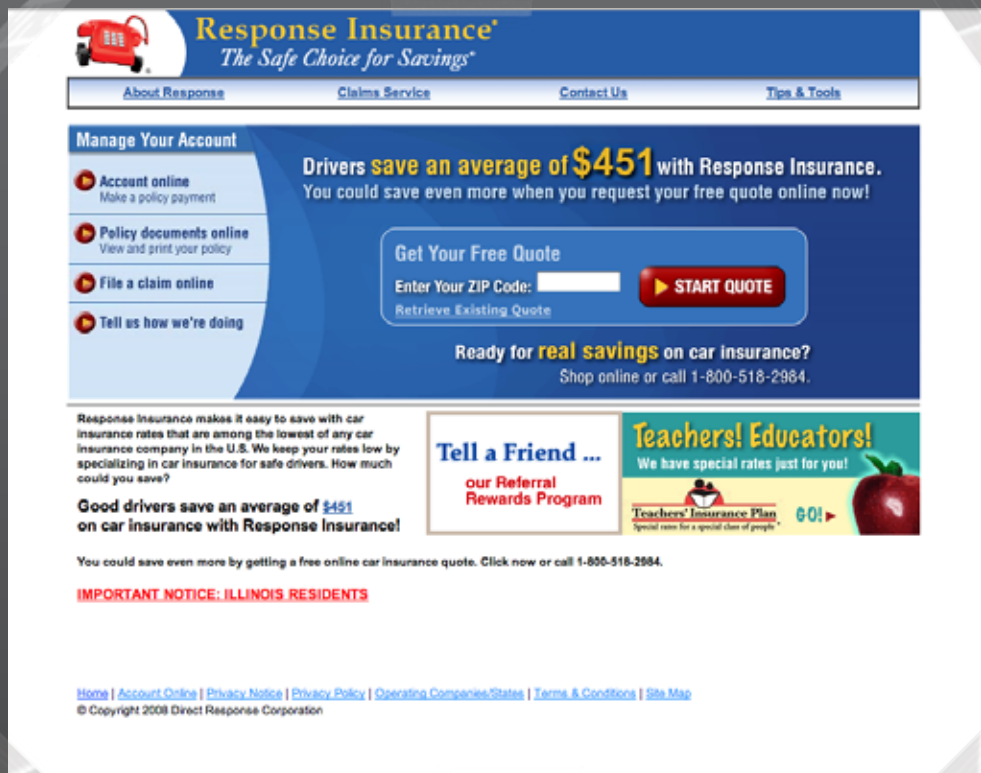 Response Insurance®
The Safe Choice for Savings®
About Response
Claims Service
Contact Us
Tips & Tools
Manage Your Account
Account online
Make a policy payment
Policy documents online
View and print your policy
File a claim online
Tell us how we're doing
Drivers save an average of $451 with Response Insurance.
You could save even more when you request your free quote online now!
Get Your Free Quote
Enter Your ZIP Code:
START QUOTE
Retrieve Existing Quote
Ready for real savings on car insurance?
Shop online or call 1-800-518-2984.
Response Insurance makes it easy to save with car
insurance rates that are among the lowest of any car
insurance company in the U.S. We keep your rates low by
specializing in car insurance for safe drivers. How much
could you save?
Good drivers save an average of $451
on car insurance with Response Insurance!
Tell a Friend ...
our Referral
Rewards Program
Teachers! Educators!
We have special rates just for you!
Teachers' Insurance Plan
Special rates for a special class of people
GO!
You could save even more by getting a free online car insurance quote. Click now or call 1-800-518-2984.
IMPORTANT NOTICE: ILLINOIS RESIDENTS
Home | Account Online | Privacy Notice | Privacy Policy | Operating Companies/States | Terms & Conditions | Site Map
© Copyright 2008 Direct Response Corporation